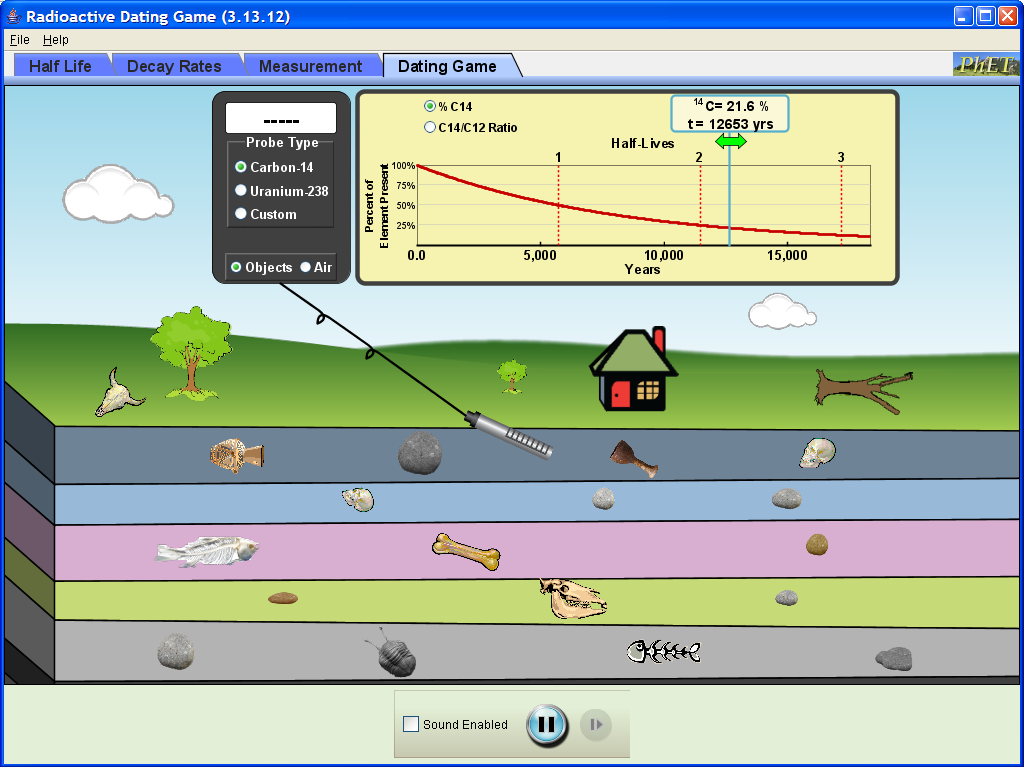 Radioactive Dating Game (3.13.12)
File Help
Half Life Decay Rates Measurement Dating Game
PhET
-----
Probe Type
Carbon-14
Uranium-238
Custom
Objects Air
% C14
C14/C12 Ratio
14C= 21.6 %
t = 12653 yrs
Half-Lives
1 2 3
Percent of
Element Present
100%
75%
50%
25%
0.0 5,000 10,000 15,000
Years
Sound Enabled